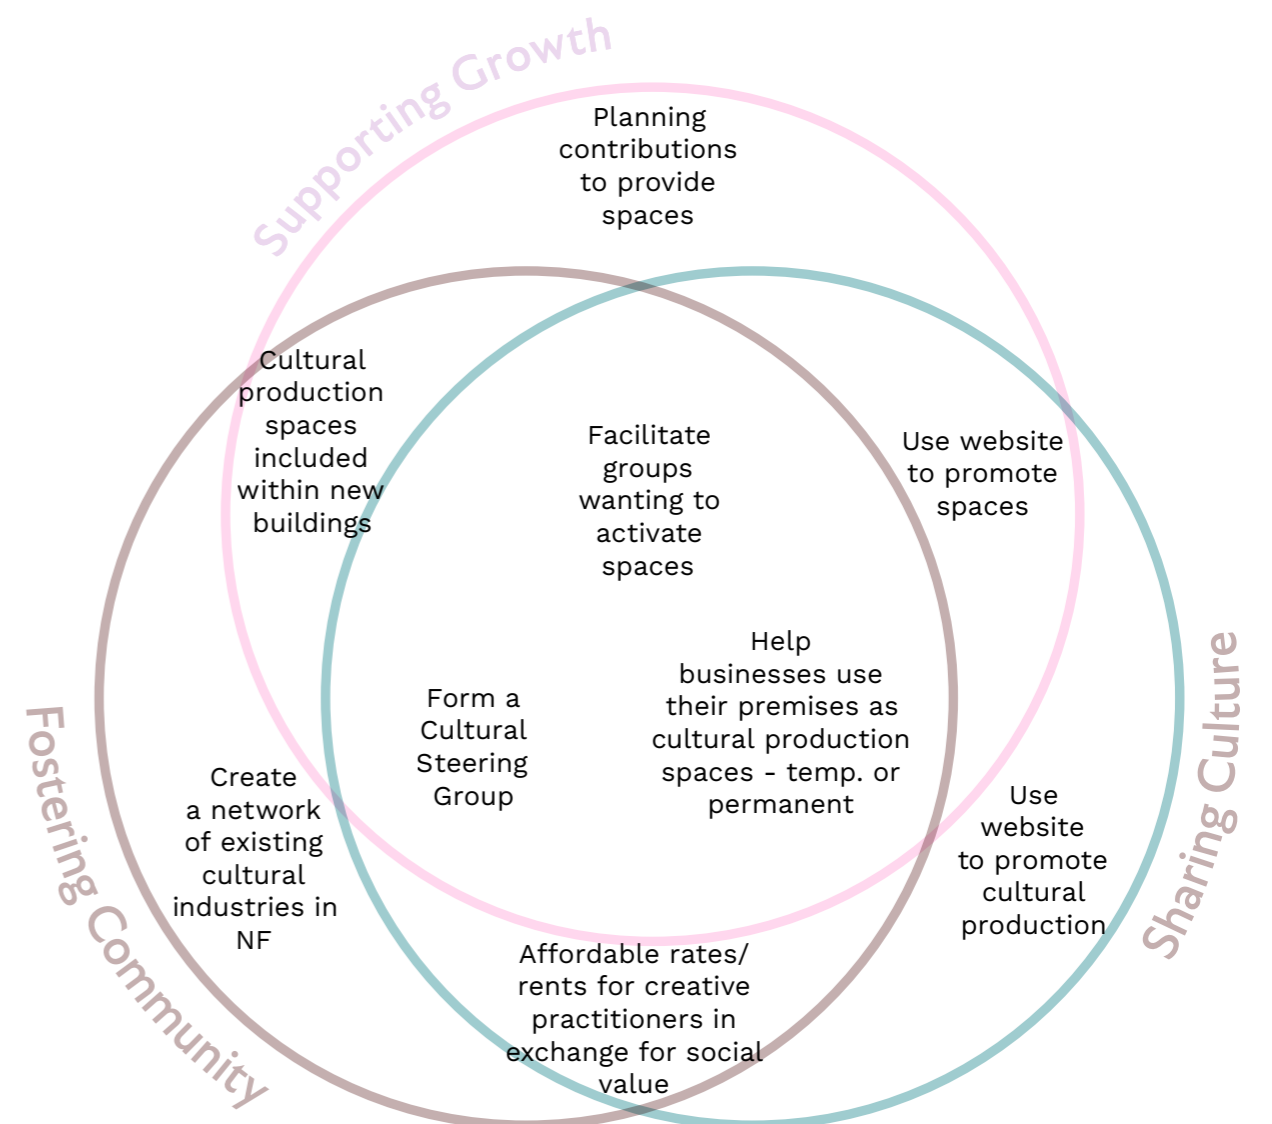 Supporting Growth
Planning
contributions
to provide
spaces
Cultural
production
spaces
included
within new
buildings
Facilitate
groups
wanting to
activate
spaces
Use website
to promote
spaces
Form a
Cultural
Steering
Group
Help
businesses use
their premises as
cultural production
spaces - temp. or
permanent
Create
a network
of existing
cultural
industries in
NF
Use
website
to promote
cultural
production
Affordable rates/
rents for creative
practitioners in
exchange for social
value
Fostering Community
Sharing Culture